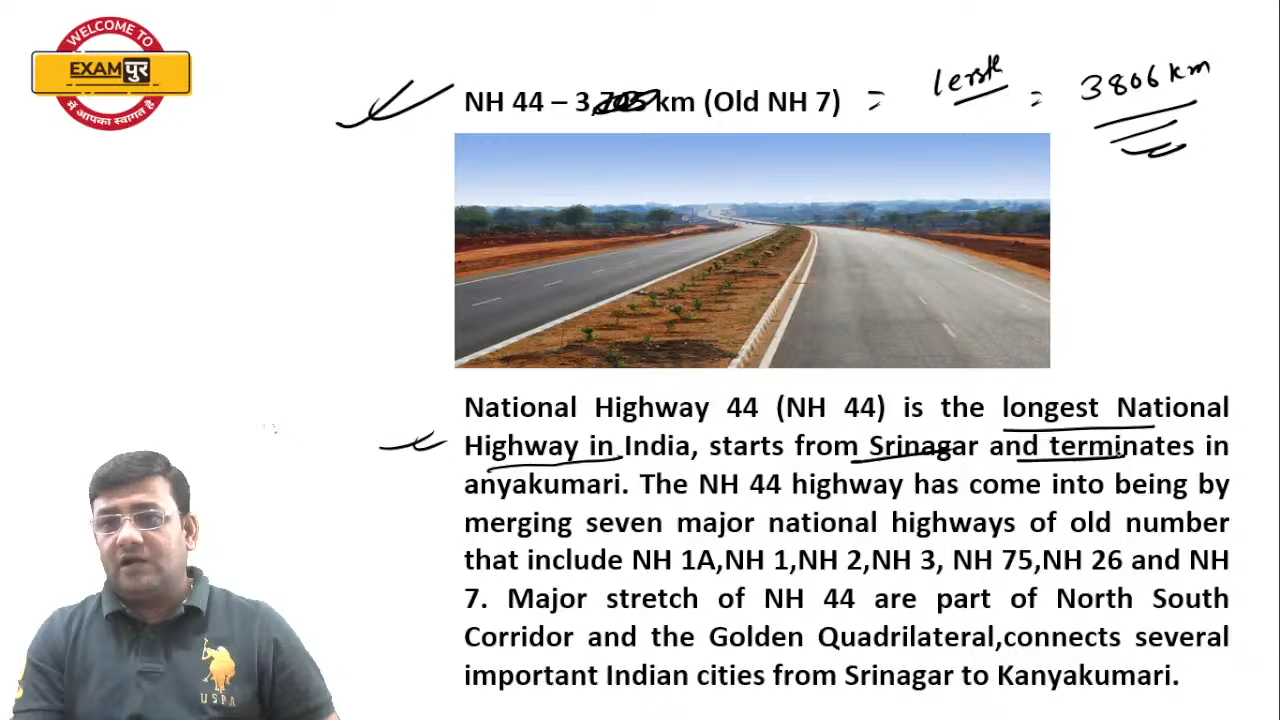 WELCOME TO
EXAMपुर
में आपका स्वागत है
NH 44 – 3,705 km (Old NH 7) =
= 3806 km
National Highway 44 (NH 44) is the longest National
Highway in India, starts from Srinagar and terminates in
anyakumari. The NH 44 highway has come into being by
merging seven major national highways of old number
that include NH 1A,NH 1,NH 2,NH 3, NH 75,NH 26 and NH
7. Major stretch of NH 44 are part of North South
Corridor and the Golden Quadrilateral,connects several
important Indian cities from Srinagar to Kanyakumari.
USPA